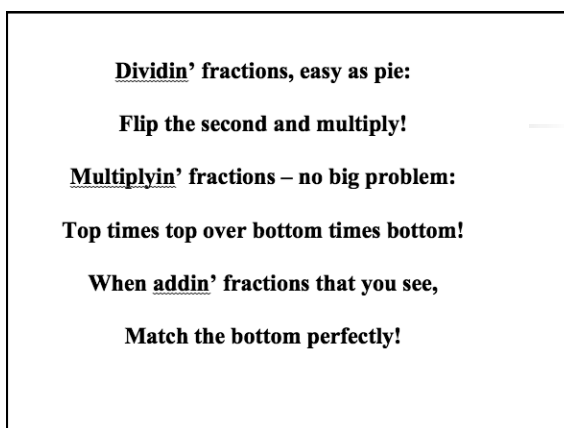 Dividin’ fractions, easy as pie:
Flip the second and multiply!
Multiplyin’ fractions – no big problem:
Top times top over bottom times bottom!
When addin’ fractions that you see,
Match the bottom perfectly!